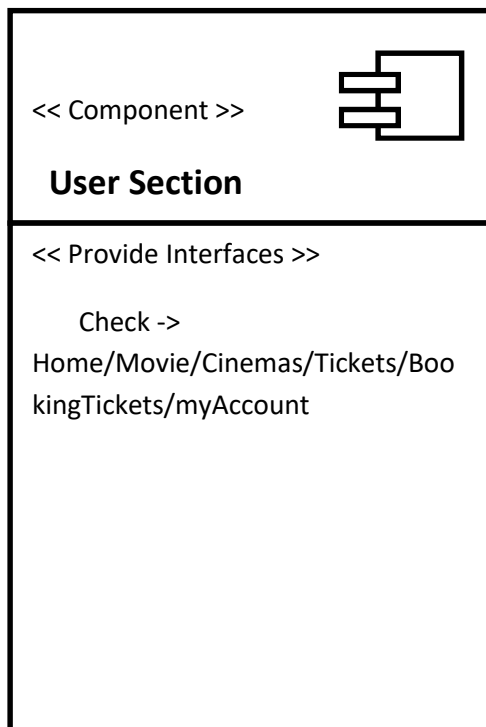 << Component >>
User Section
<< Provide Interfaces >>
Check ->
Home/Movie/Cinemas/Tickets/Boo
kingTickets/myAccount